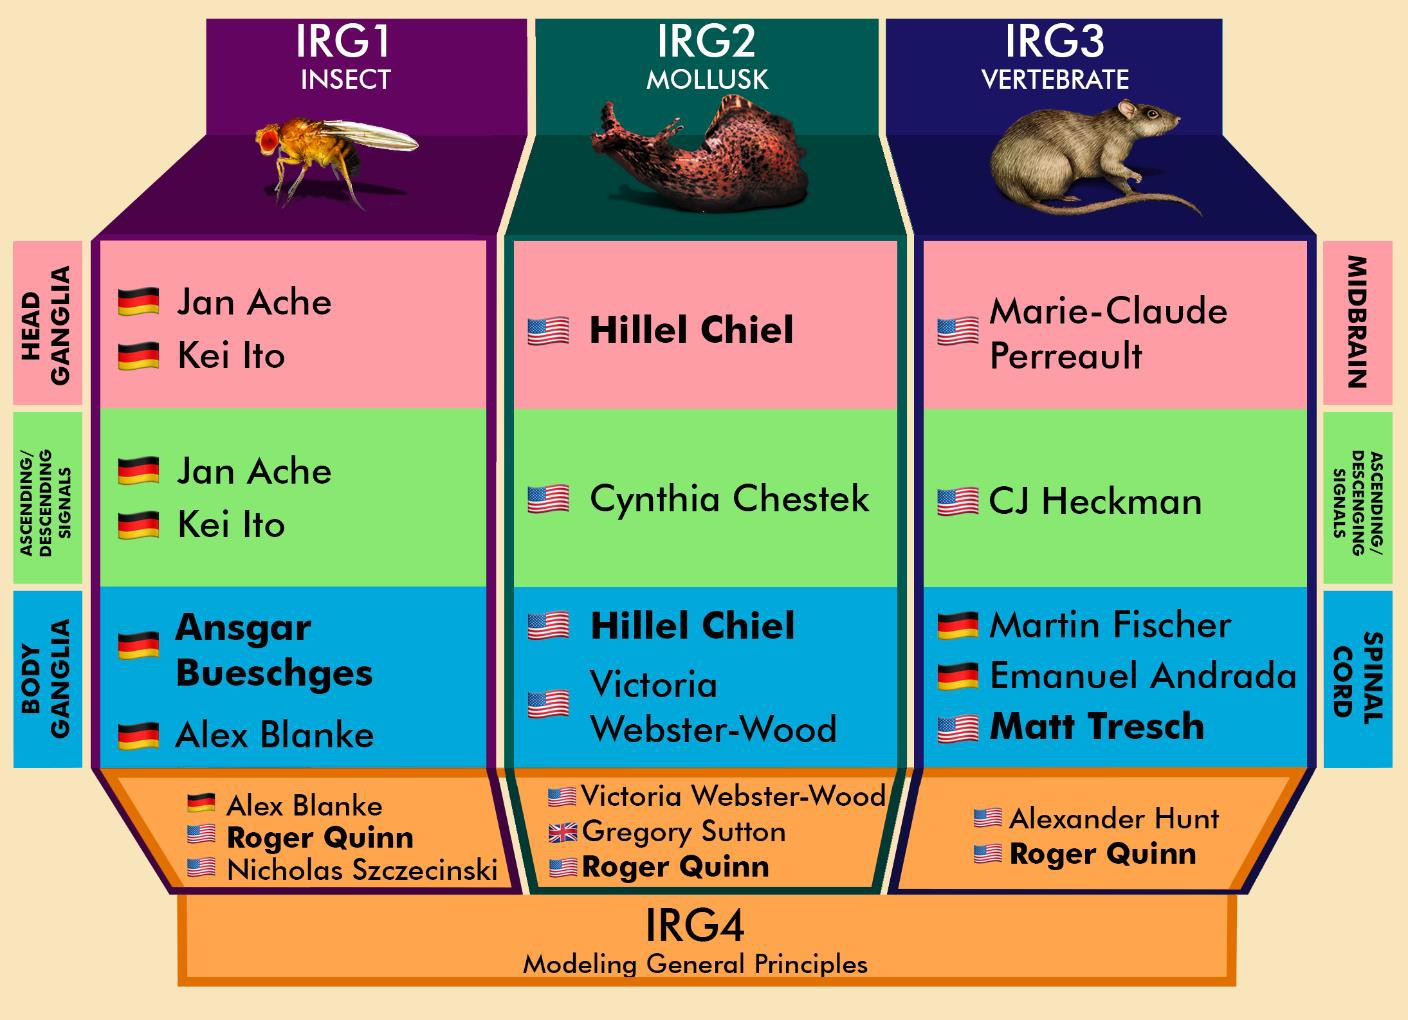 IRG1
INSECT
IRG2
MOLLUSK
IRG3
VERTEBRATE
HEAD
GANGLIA
Jan Ache
Kei Ito
Hillel Chiel
Marie-Claude
Perreault
MIDBRAIN
ASCENDING/
DESCENDING
SIGNALS
Jan Ache
Kei Ito
Cynthia Chestek
CJ Heckman
ASCENDING/
DESCENGING
SIGNALS
BODY
GANGLIA
Ansgar
Bueschges
Alex Blanke
Hillel Chiel
Victoria
Webster-Wood
Martin Fischer
Emanuel Andrada
Matt Tresch
SPINAL
CORD
Alex Blanke
Roger Quinn
Nicholas Szczecinski
Victoria Webster-Wood
Gregory Sutton
Roger Quinn
Alexander Hunt
Roger Quinn
IRG4
Modeling General Principles